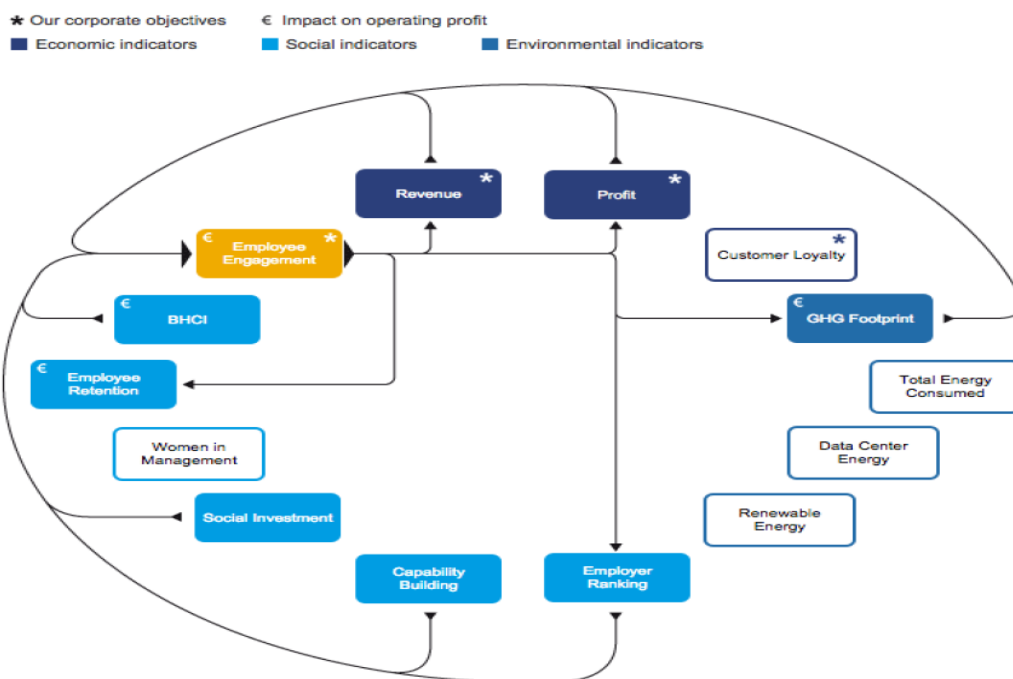 * Our corporate objectives
€ Impact on operating profit
Economic indicators
Social indicators
Environmental indicators
Revenue
*
Profit
*
€
Employee
Engagement
*
Customer Loyalty
*
€
BHCI
€
GHG Footprint
€
Employee
Retention
Total Energy
Consumed
Women in
Management
Data Center
Energy
Social Investment
Renewable
Energy
Capability
Building
Employer
Ranking